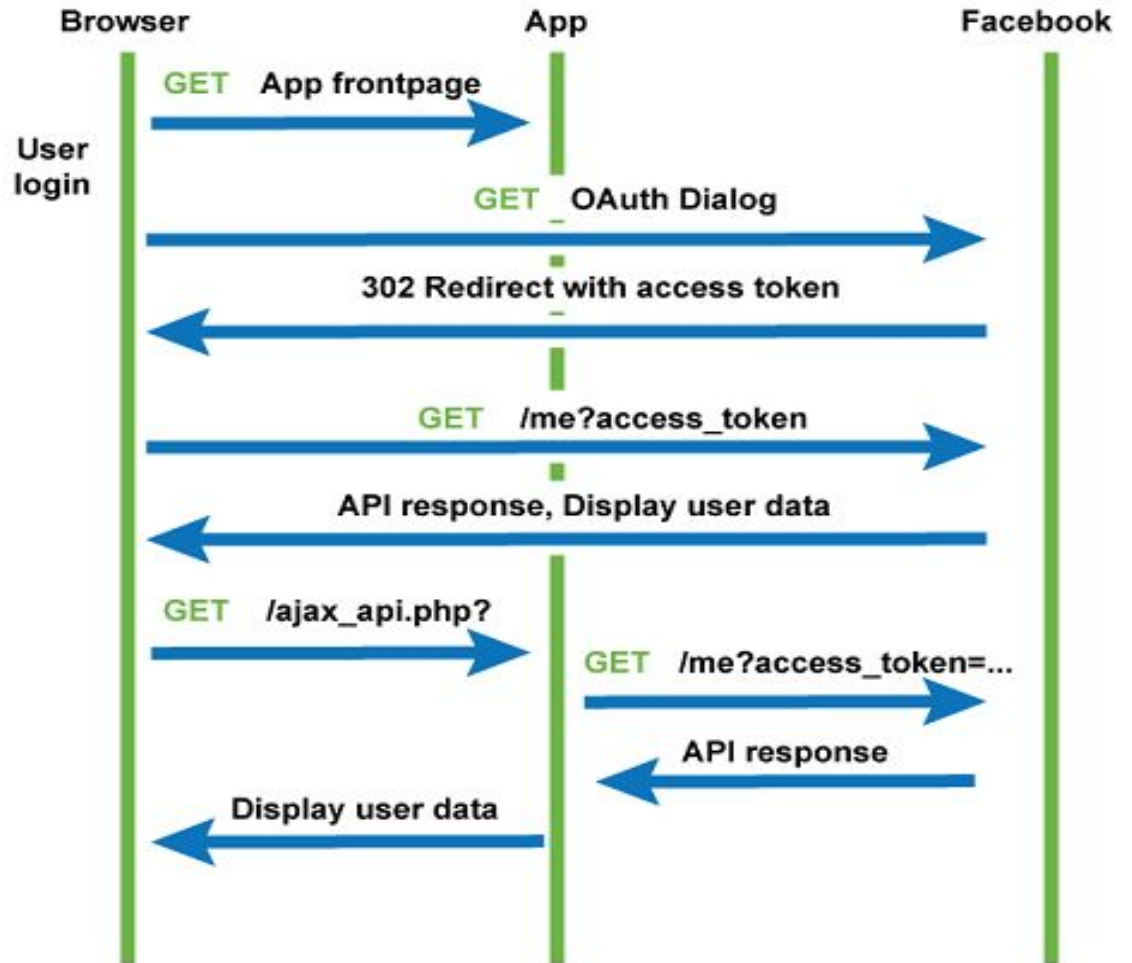 Browser App Facebook
GET App frontpage
User
login
GET OAuth Dialog
302 Redirect with access token
GET /me?access_token
API response, Display user data
GET /ajax_api.php?
GET /me?access_token=...
API response
Display user data